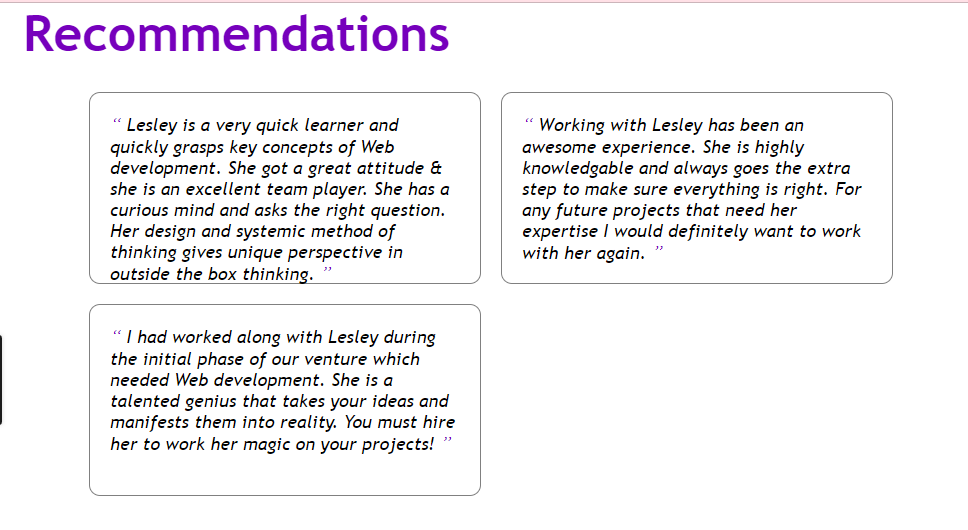 Recommendations
“ Lesley is a very quick learner and
quickly grasps key concepts of Web
development. She got a great attitude &
she is an excellent team player. She has a
curious mind and asks the right question.
Her design and systemic method of
thinking gives unique perspective in
outside the box thinking. ”
“ Working with Lesley has been an
awesome experience. She is highly
knowledgable and always goes the extra
step to make sure everything is right. For
any future projects that need her
expertise I would definitely want to work
with her again. ”
“ I had worked along with Lesley during
the initial phase of our venture which
needed Web development. She is a
talented genius that takes your ideas and
manifests them into reality. You must hire
her to work her magic on your projects! ”